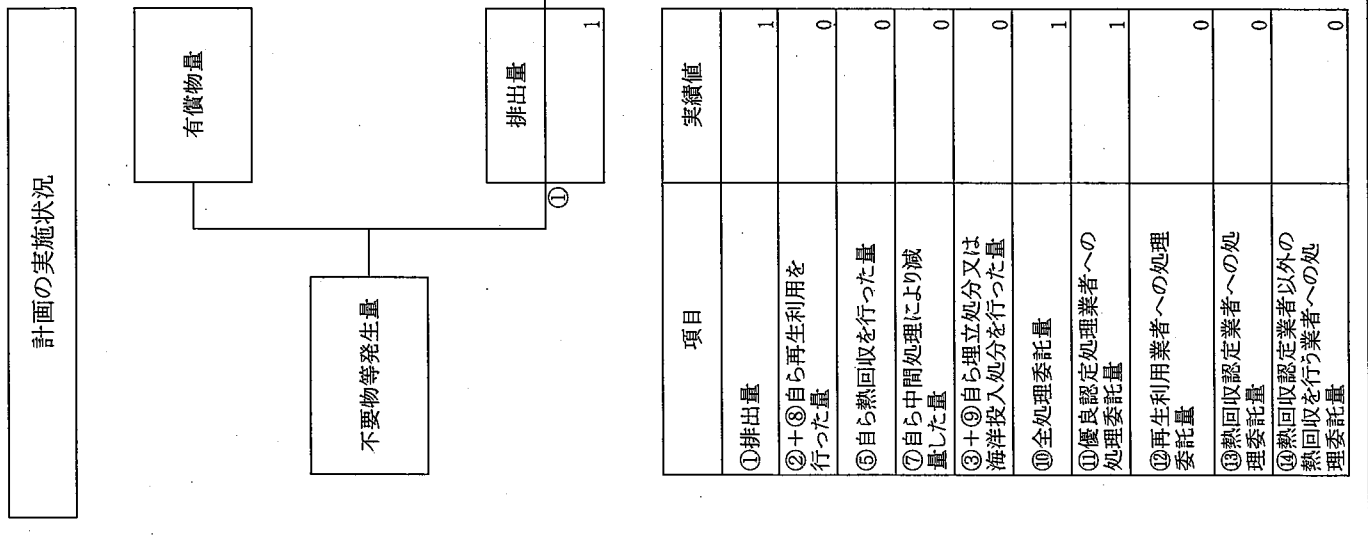 計画の実施状況
有償物量
不要物等発生量
排出量
①
1
項目
実績値
①排出量
1
②+⑧自ら再生利用を
行った量
0
⑤自ら熱回収を行った量
0
⑦自ら中間処理により減
量した量
0
③+⑨自ら埋立処分又は
海洋投入処分を行った量
0
⑩全処理委託量
1
⑪優良認定処理業者への
処理委託量
1
⑫再生利用業者への処理
委託量
0
⑬熱回収認定業者への処
理委託量
0
⑭熱回収認定業者以外の
熱回収を行う業者への処
理委託量
0